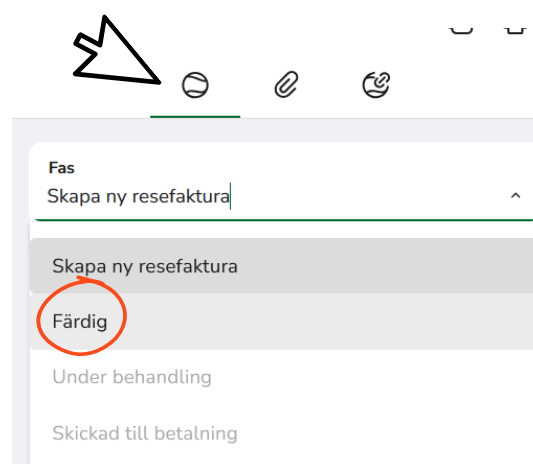 Fas
Skapa ny resefaktura
Skapa ny resefaktura
Färdig
Under behandling
Skickad till betalning